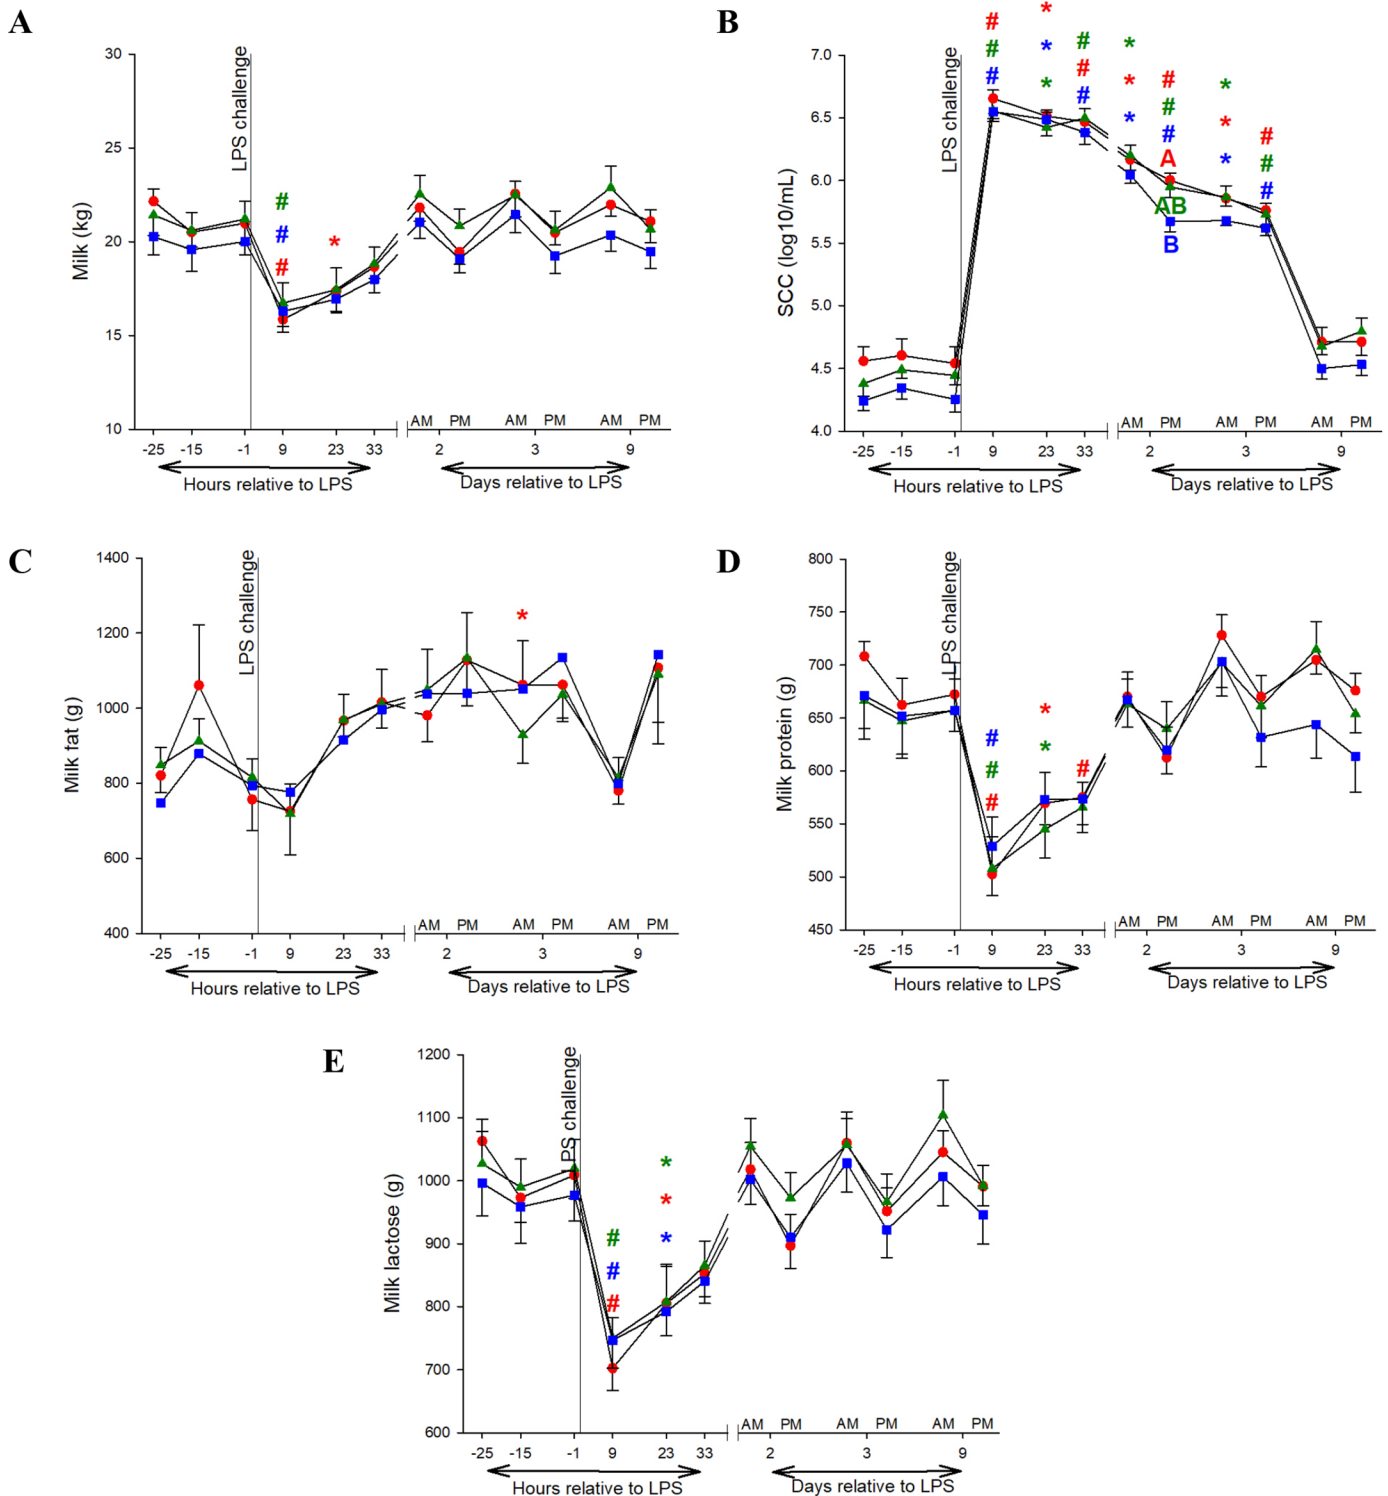 A
30
25
20
15
10
Milk (kg)
LPS challenge
#
#
#
*
AM PM AM PM AM PM
-25 -15 -1 9 23 33 2 3 9
Hours relative to LPS Days relative to LPS
B
7.0
6.5
6.0
5.5
5.0
4.5
4.0
SCC (log10/mL)
LPS challenge
# * # * # * #
# * # * # * #
# * # * # * #
A
AB
B
AM PM AM PM AM PM
-25 -15 -1 9 23 33 2 3 9
Hours relative to LPS Days relative to LPS
C
1400
1200
1000
800
600
400
Milk fat (g)
LPS challenge
*
AM PM AM PM AM PM
-25 -15 -1 9 23 33 2 3 9
Hours relative to LPS Days relative to LPS
D
800
750
700
650
600
550
500
450
Milk protein (g)
LPS challenge
#
#
#
*
*
#
AM PM AM PM AM PM
-25 -15 -1 9 23 33 2 3 9
Hours relative to LPS Days relative to LPS
E
1200
1100
1000
900
800
700
600
Milk lactose (g)
PS challenge
#
#
#
*
*
*
AM PM AM PM AM PM
-25 -15 -1 9 23 33 2 3 9
Hours relative to LPS Days relative to LPS